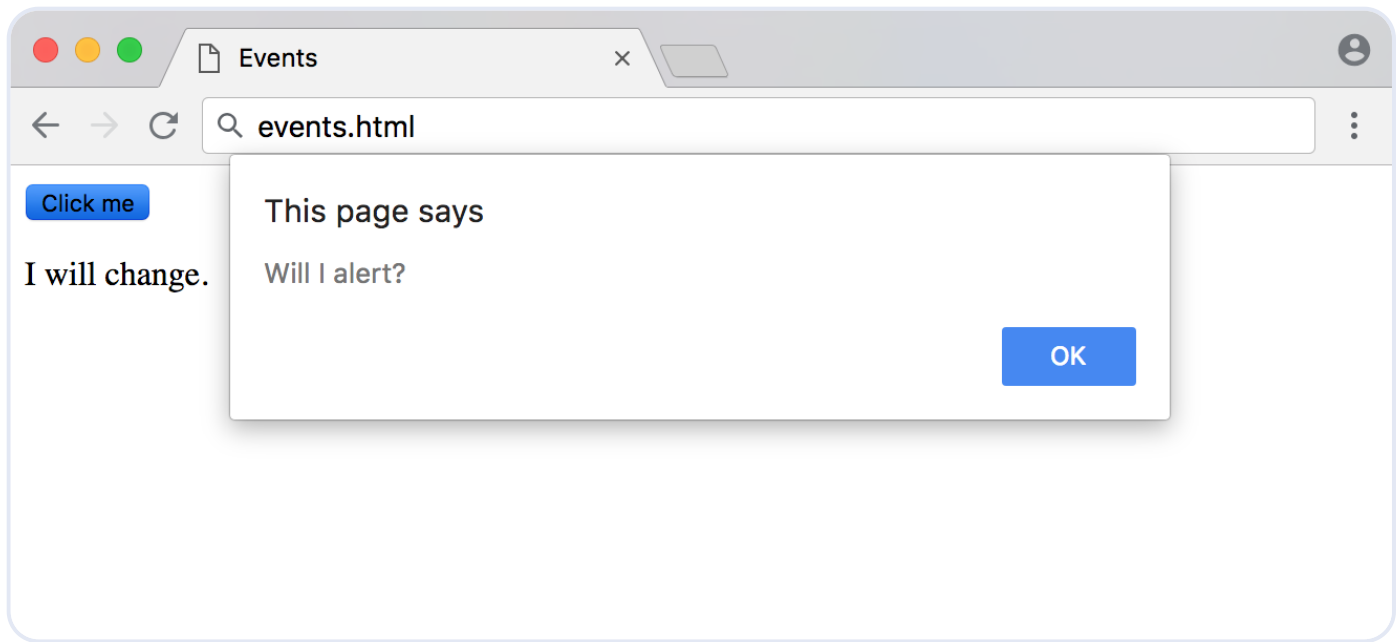 Events
events.html
Click me
This page says
I will change.
Will I alert?
OK